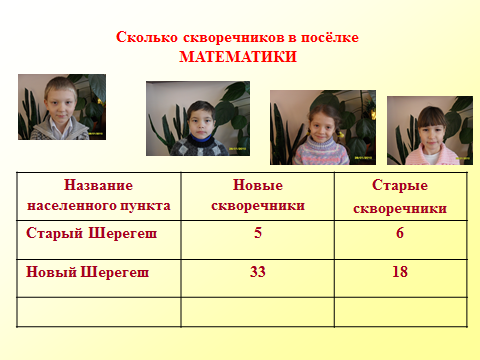 Сколько скворечников в посёлке
МАТЕМАТИКИ
Название населенного пункта Новые скворечники Старые скворечники
Старый Шерегеш 5 6
Новый Шерегеш 33 18